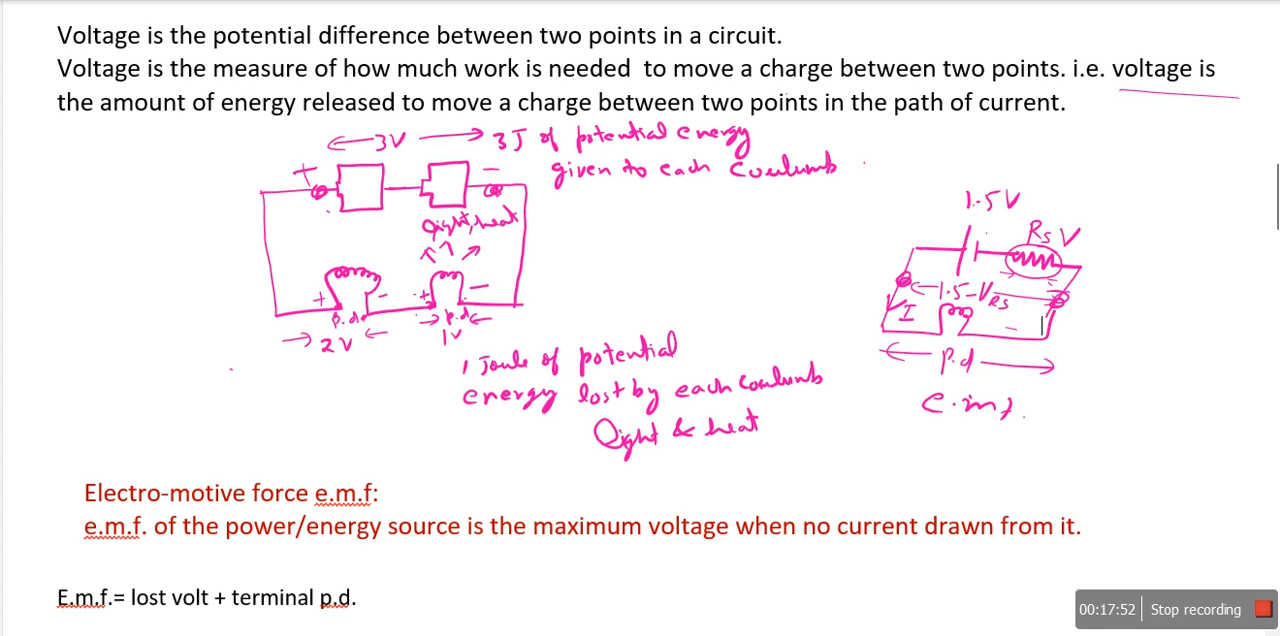 Voltage is the potential difference between two points in a circuit.
Voltage is the measure of how much work is needed to move a charge between two points. i.e. voltage is
the amount of energy released to move a charge between two points in the path of current.
3V → 3 J of potential energy
given to each Coulumb
+ −
light, heat
+ − + −
p.d. p.d
2V 1V
1 Joule of potential
energy lost by each Coulumb
light & heat
1.5V
Rs V
1.5-VRS
I −
p.d
e.m.f.
Electro-motive force e.m.f:
e.m.f. of the power/energy source is the maximum voltage when no current drawn from it.
E.m.f.= lost volt + terminal p.d.
00:17:52 Stop recording